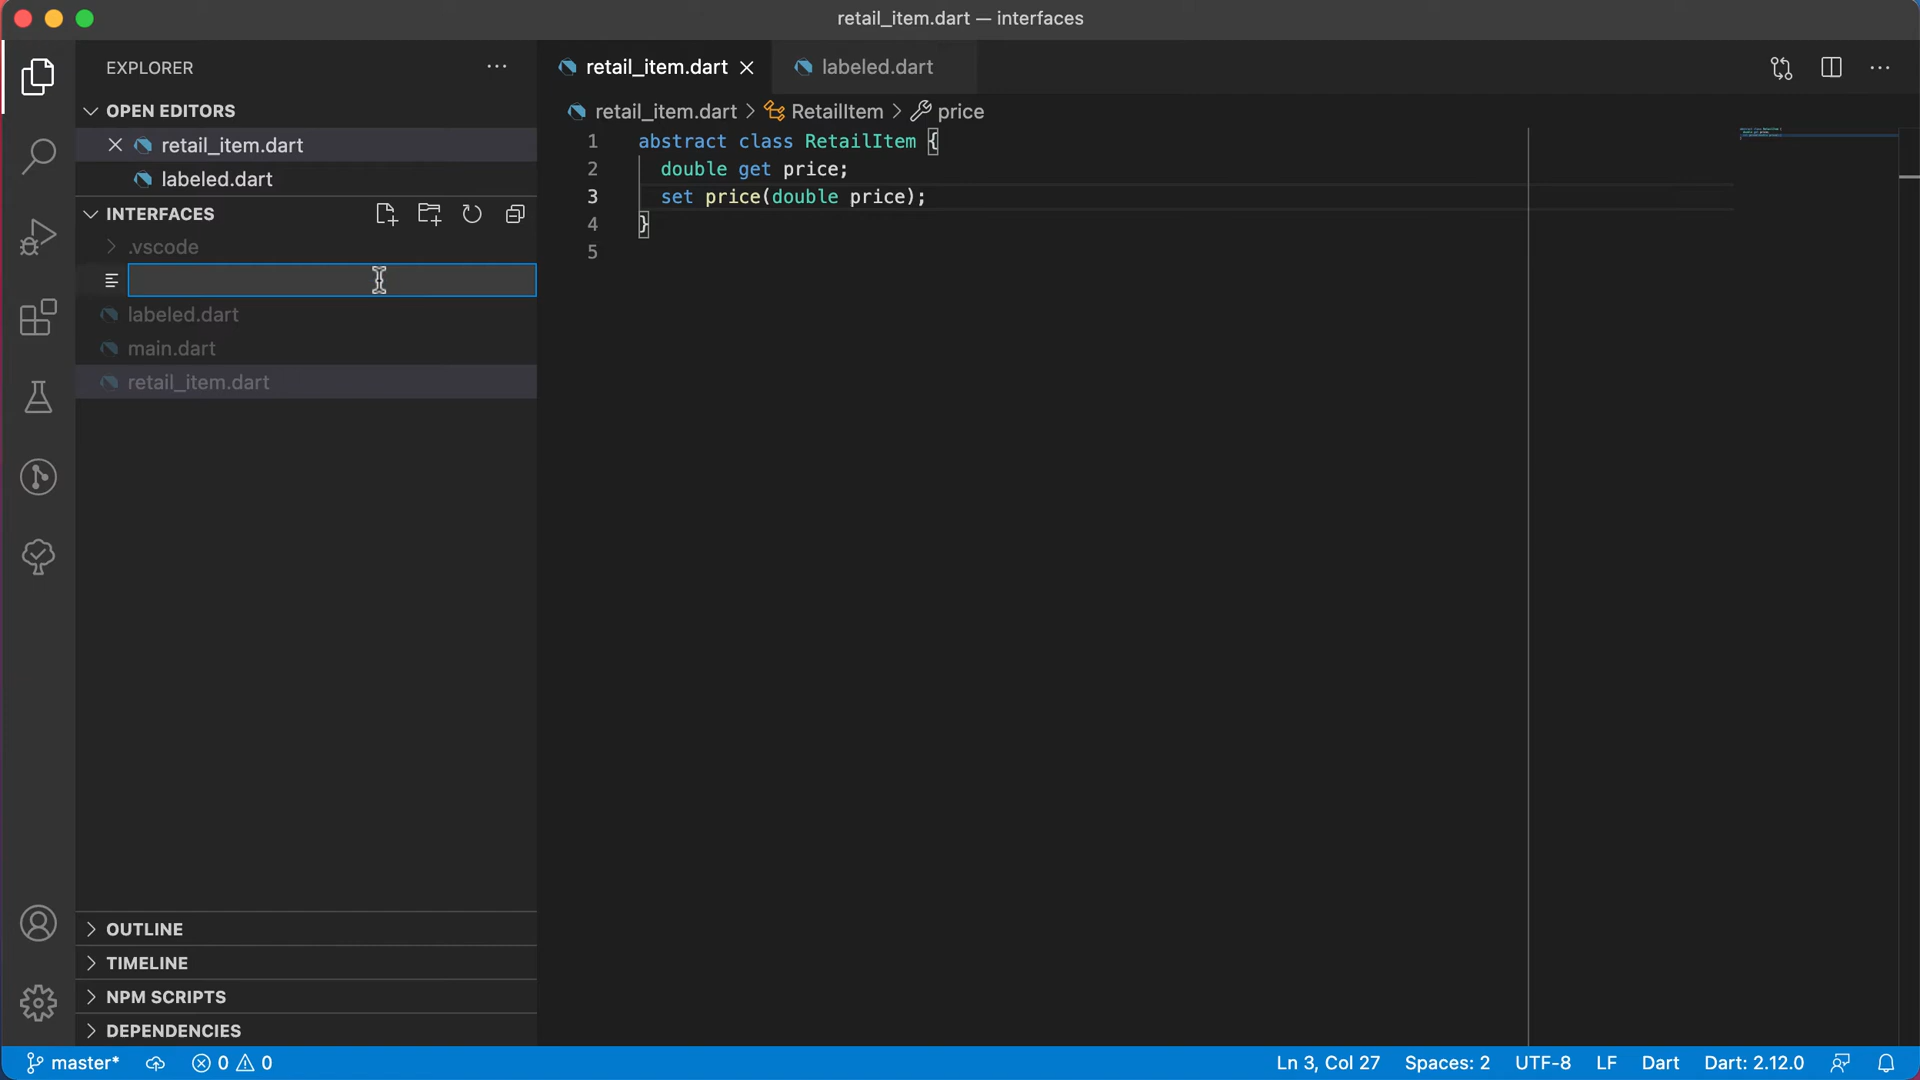 retail_item.dart — interfaces
EXPLORER
OPEN EDITORS
retail_item.dart
labeled.dart
INTERFACES
.vscode
labeled.dart
main.dart
retail_item.dart
OUTLINE
TIMELINE
NPM SCRIPTS
DEPENDENCIES
retail_item.dart labeled.dart
retail_item.dart > RetailItem > price
1 abstract class RetailItem {
2 double get price;
3 set price(double price);
4 }
5
master* 0 0 Ln 3, Col 27 Spaces: 2 UTF-8 LF Dart Dart: 2.12.0